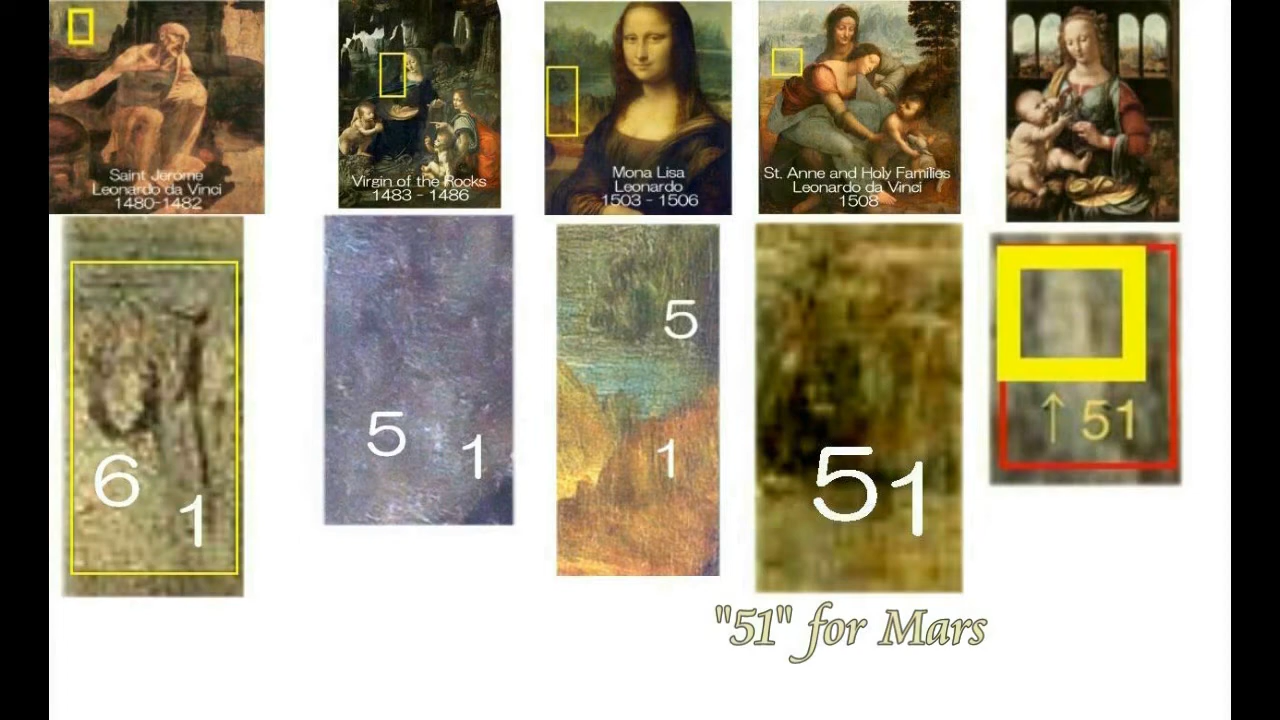 Saint Jerome
Leonardo da Vinci
1480-1482
Virgin of the Rocks
1483 - 1486
Mona Lisa
Leonardo
1503 - 1506
St. Anne and Holy Families
Leonardo da Vinci
1508
6
1
5
1
5
1
51
↑ 51
"51" for Mars